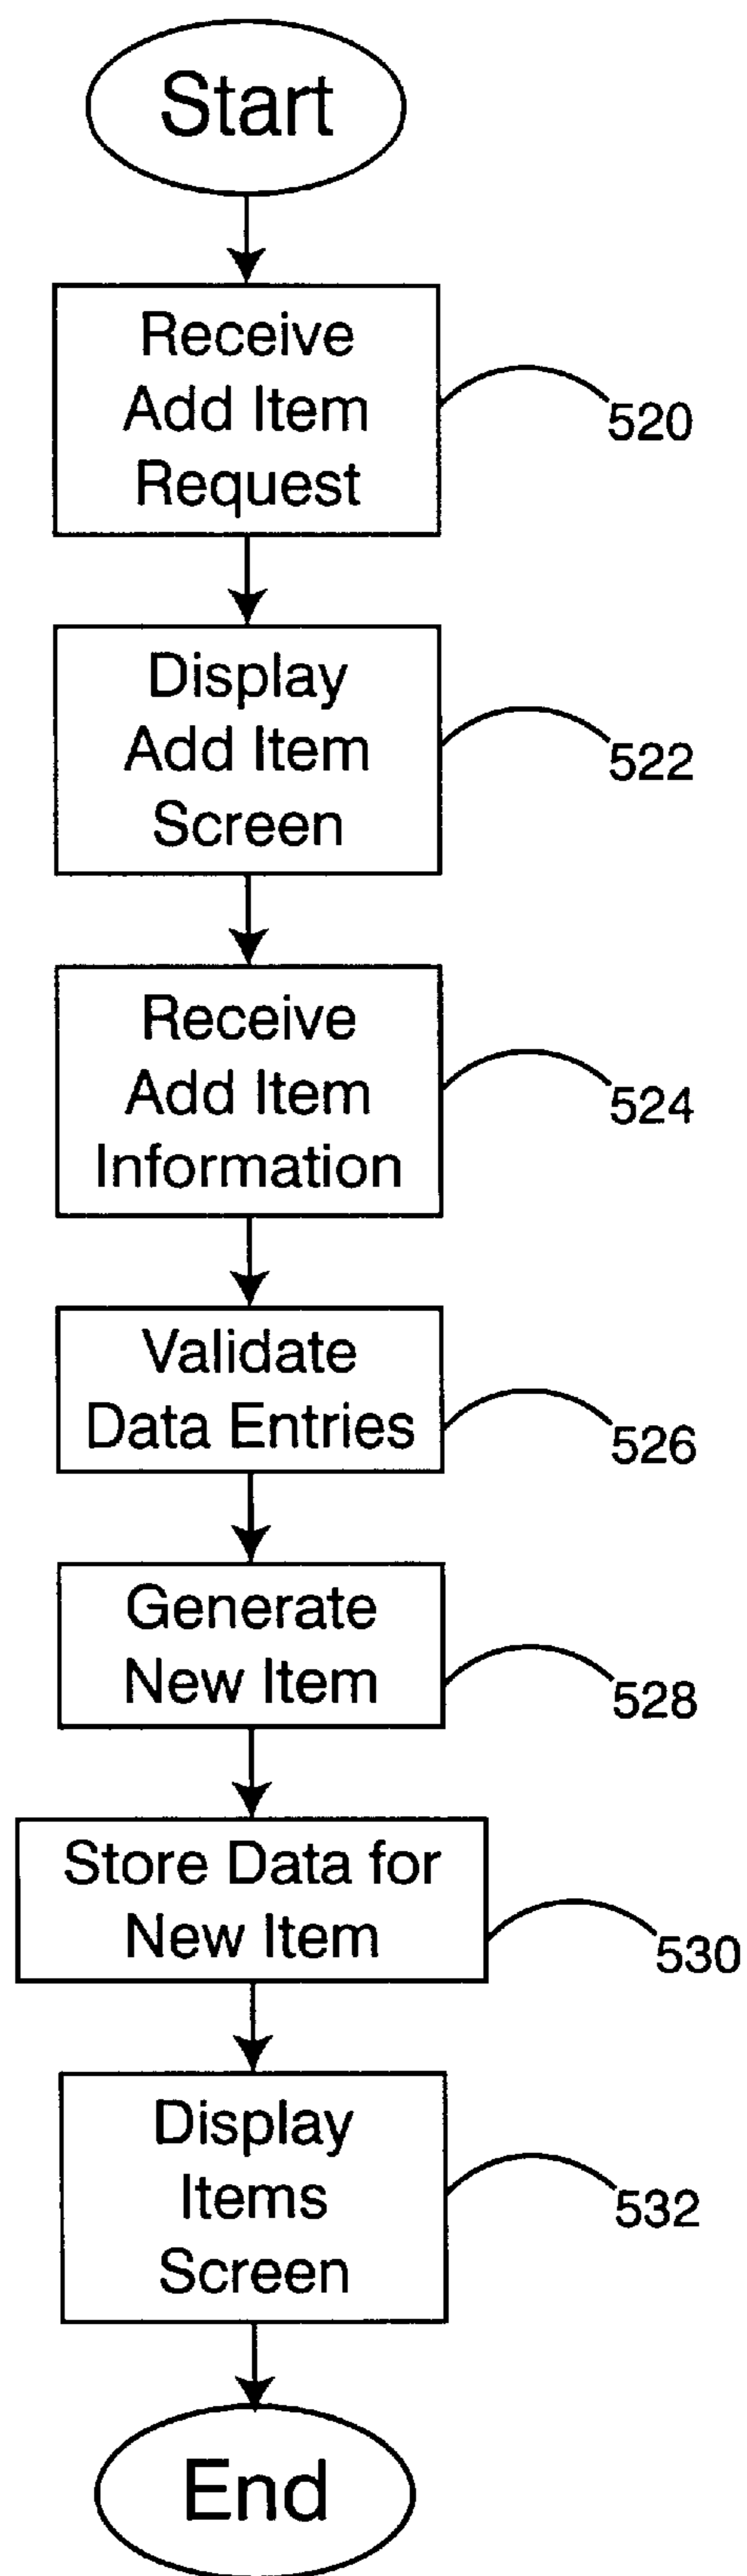 Start
Receive
Add Item
Request
520
Display
Add Item
Screen
522
Receive
Add Item
Information
524
Validate
Data Entries
526
Generate
New Item
528
Store Data for
New Item
530
Display
Items
Screen
532
End